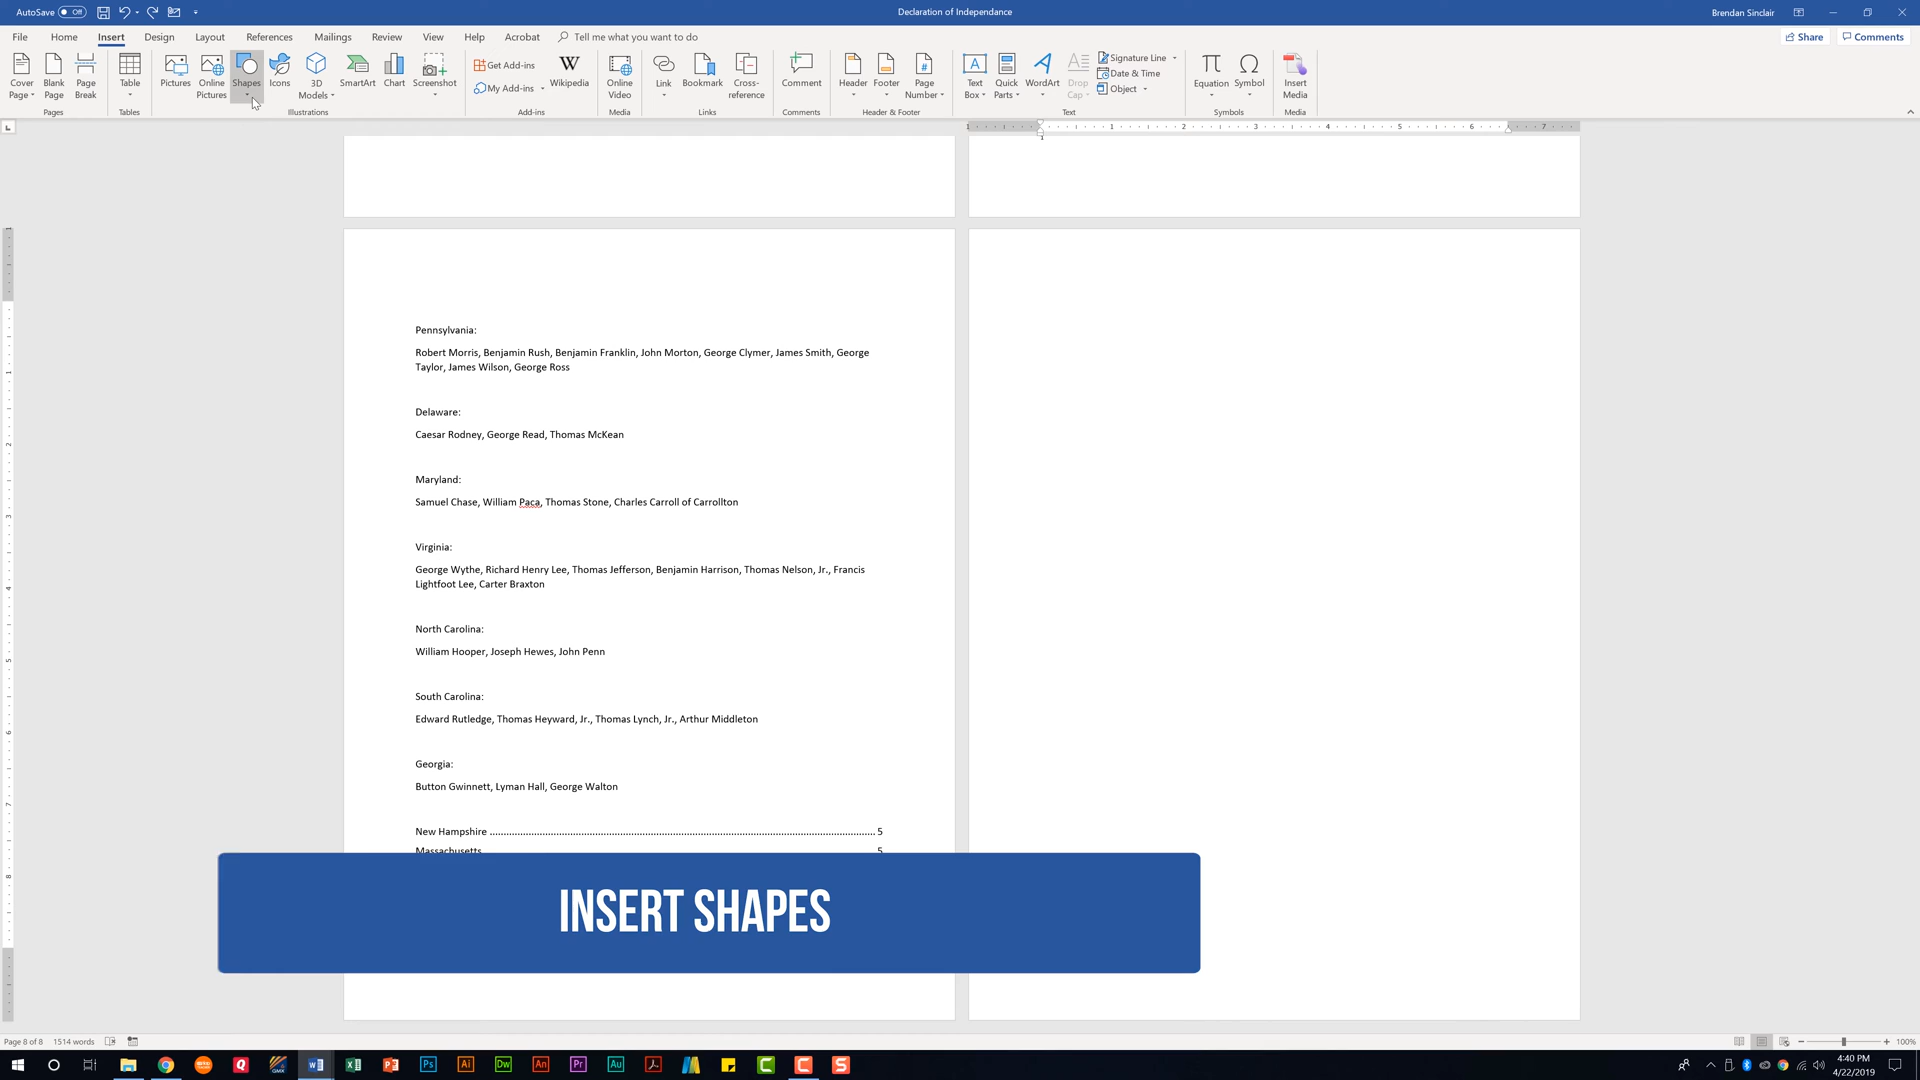 AutoSave Off
Declaration of Independance
Brendan Sinclair
File Home Insert Design Layout References Mailings Review View Help Acrobat Tell me what you want to do
Share Comments
Cover Page
Blank Page
Page Break
Table
Pictures
Online Pictures
Shapes
Icons
3D Models
SmartArt
Chart
Screenshot
Get Add-ins
My Add-ins
Wikipedia
Online Video
Link
Bookmark
Cross-reference
Comment
Header
Footer
Page Number
Text Box
Quick Parts
WordArt
Drop Cap
Signature Line
Date & Time
Object
Equation
Symbol
Insert Media
Pages Tables Illustrations Add-ins Media Links Comments Header & Footer Text Symbols Media
1 1 2 3 4 5 6 7
Pennsylvania:
Robert Morris, Benjamin Rush, Benjamin Franklin, John Morton, George Clymer, James Smith, George
Taylor, James Wilson, George Ross
Delaware:
Caesar Rodney, George Read, Thomas McKean
Maryland:
Samuel Chase, William Paca, Thomas Stone, Charles Carroll of Carrollton
Virginia:
George Wythe, Richard Henry Lee, Thomas Jefferson, Benjamin Harrison, Thomas Nelson, Jr., Francis
Lightfoot Lee, Carter Braxton
North Carolina:
William Hooper, Joseph Hewes, John Penn
South Carolina:
Edward Rutledge, Thomas Heyward, Jr., Thomas Lynch, Jr., Arthur Middleton
Georgia:
Button Gwinnett, Lyman Hall, George Walton
New Hampshire ........ 5
Massachusetts 5
INSERT SHAPES
Page 8 of 8 1514 words
100%
4:40 PM
4/22/2019